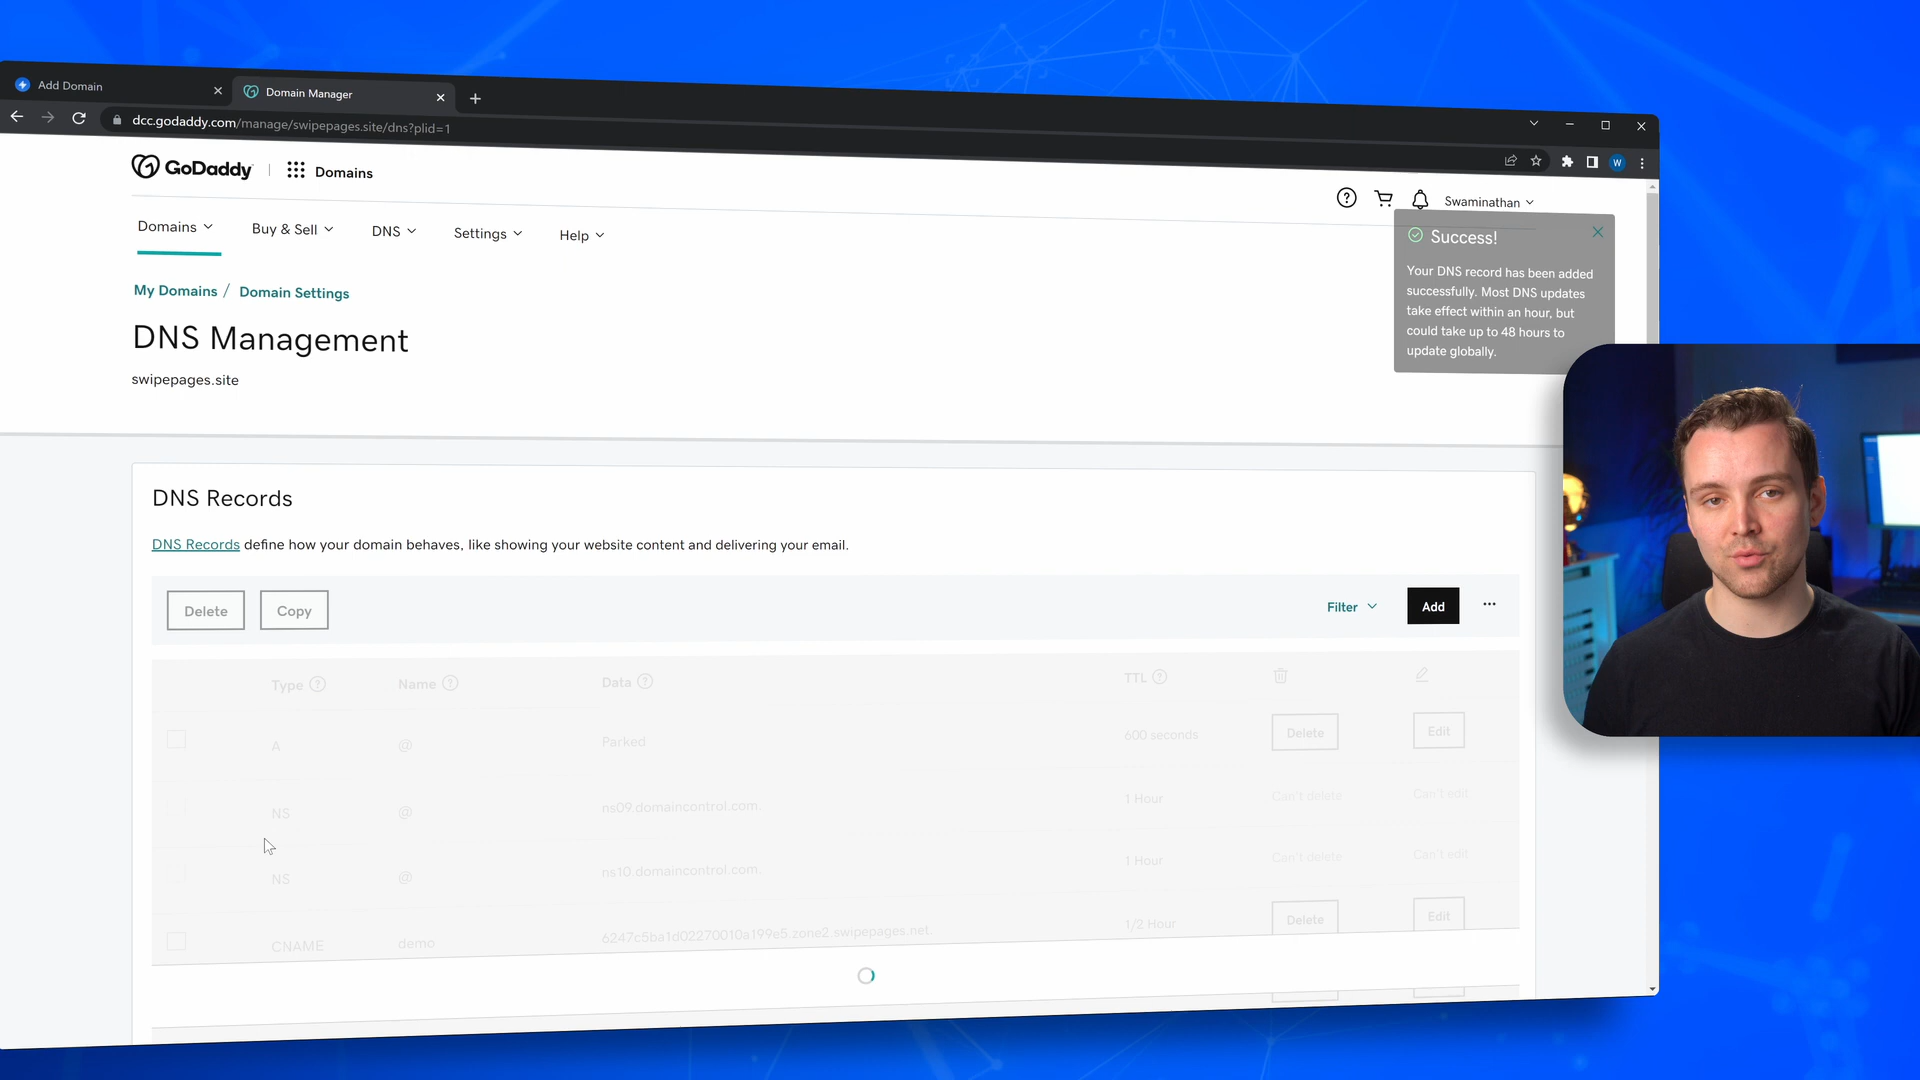 Add Domain
Domain Manager
dcc.godaddy.com/manage/swipepages.site/dns?plid=1
W
GoDaddy
Domains
Swaminathan
Domains
Buy & Sell
DNS
Settings
Help
Success!
Your DNS record has been added
successfully. Most DNS updates
take effect within an hour, but
could take up to 48 hours to
update globally.
My Domains / Domain Settings
DNS Management
swipepages.site
DNS Records
DNS Records define how your domain behaves, like showing your website content and delivering your email.
Delete
Copy
Filter
Add
Type ? Name ? Data ? TTL ?
A @ Parked 600 seconds Delete Edit
NS @ ns09.domaincontrol.com. 1 Hour Can't delete Can't edit
NS @ ns10.domaincontrol.com. 1 Hour Can't delete Can't edit
CNAME demo 6247c5ba1d02270010a199e5.zone2.swipepages.net. 1/2 Hour Delete Edit